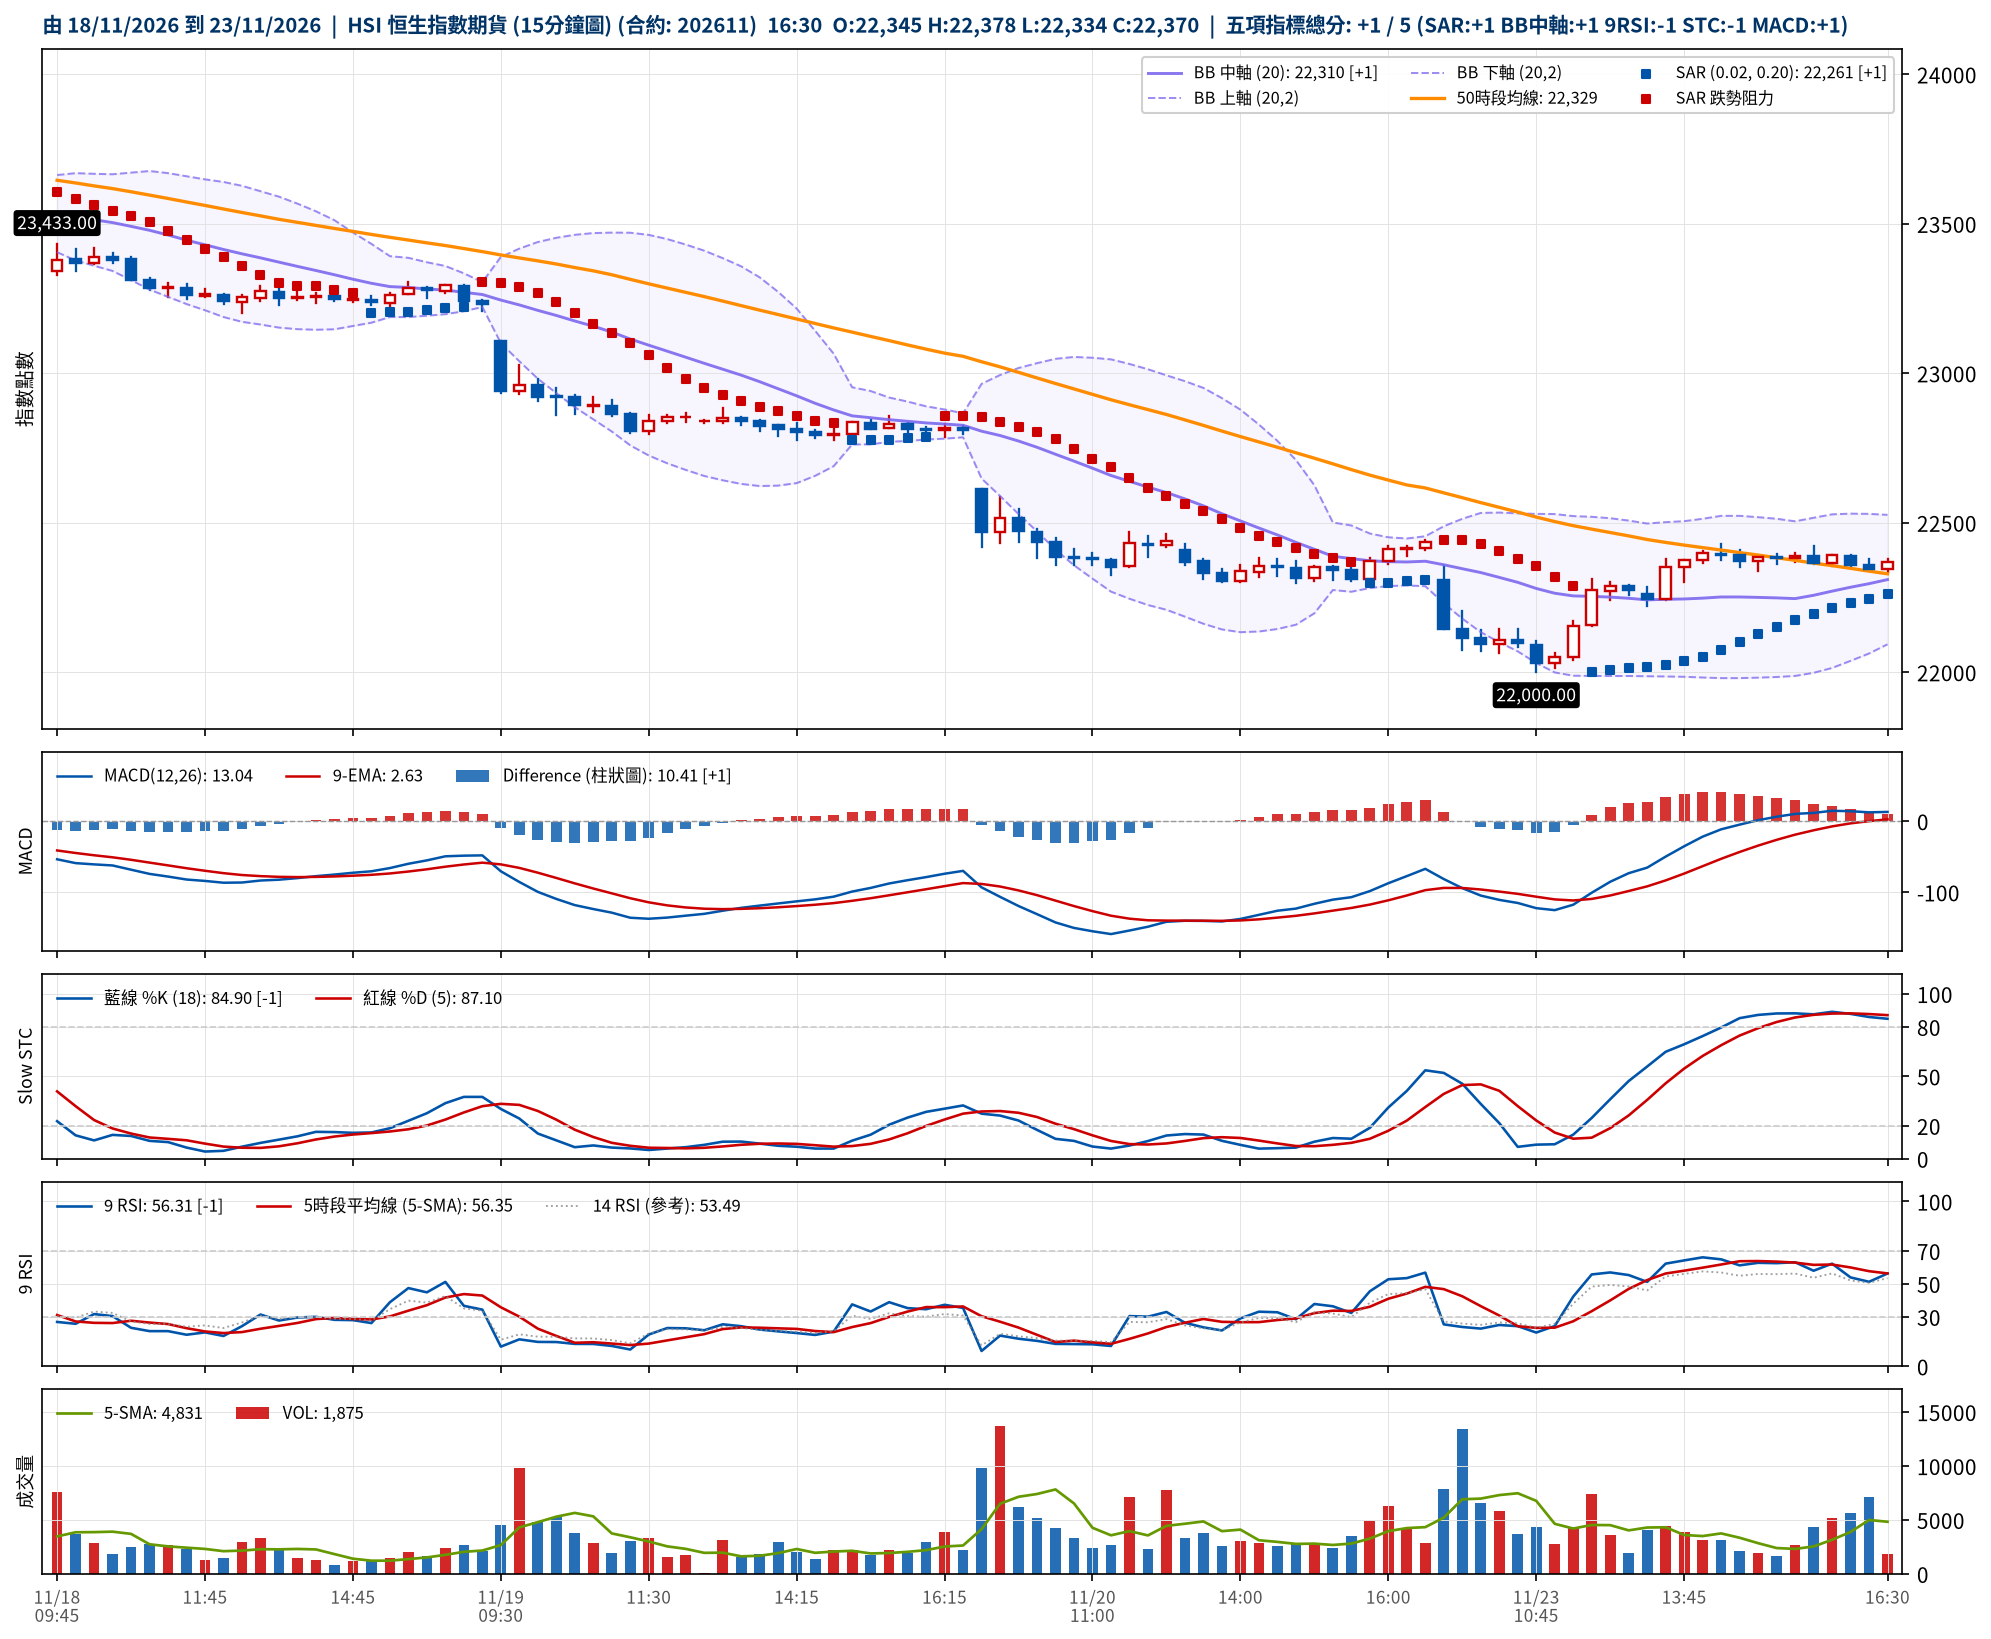 由 18/11/2026 到 23/11/2026 | HSI 恒生指數期貨 (15分鐘圖) (合約: 202611) 16:30 O:22,345 H:22,378 L:22,334 C:22,370 | 五項指標總分: +1 / 5 (SAR:+1 BB中軸:+1 9RSI:-1 STC:-1 MACD:+1)
BB 中軸 (20): 22,310 [+1]
BB 上軸 (20,2)
BB 下軸 (20,2)
50時段均線: 22,329
SAR (0.02, 0.20): 22,261 [+1]
SAR 跌勢阻力
23,433.00
22,000.00
指數點數
24000
23500
23000
22500
22000
MACD(12,26): 13.04
9-EMA: 2.63
Difference (柱狀圖): 10.41 [+1]
MACD
0
-100
藍線 %K (18): 84.90 [-1]
紅線 %D (5): 87.10
Slow STC
100
80
50
20
0
9 RSI: 56.31 [-1]
5時段平均線 (5-SMA): 56.35
14 RSI (參考): 53.49
9 RSI
100
70
50
30
0
5-SMA: 4,831
VOL: 1,875
成交量
15000
10000
5000
0
11/18
09:45
11:45
14:45
11/19
09:30
11:30
14:15
16:15
11/20
11:00
14:00
16:00
11/23
10:45
13:45
16:30